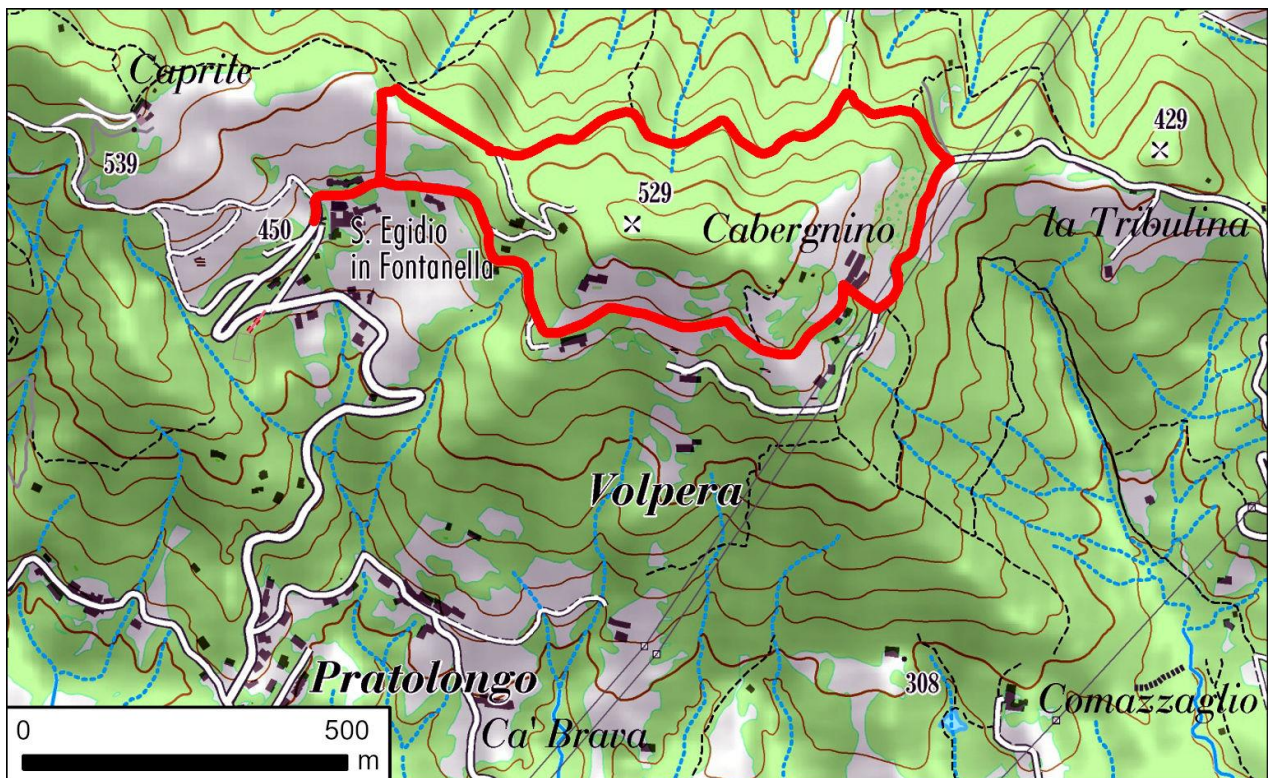 Caprile
429
539
529
450
S. Egidio
in Fontanella
Cabergnino
la Tribulina
Volpera
Pratolongo
308
Comazzaglio
Ca' Brava
0 500
m